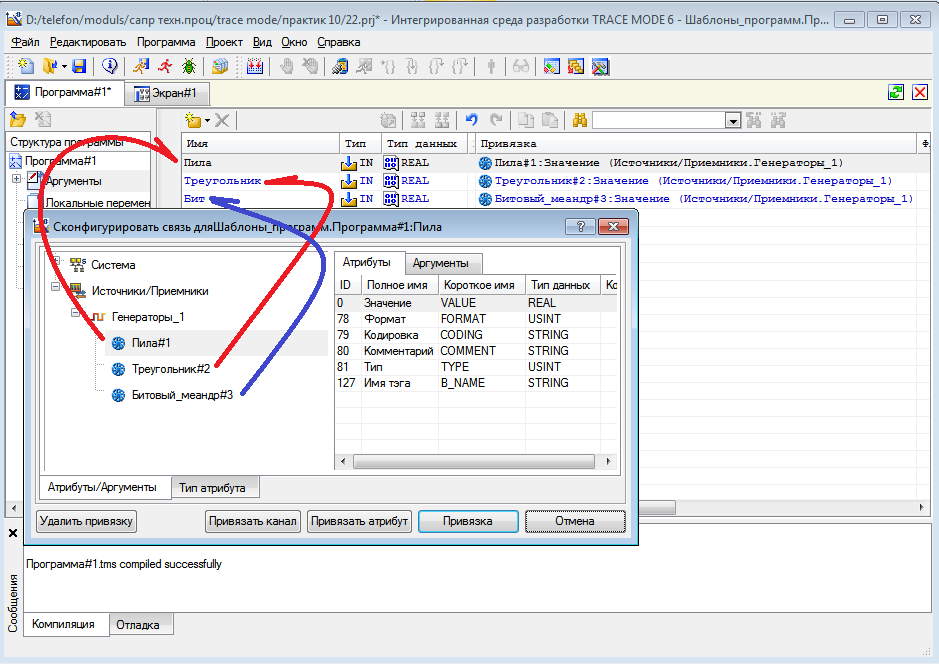 D:/telefon/moduls/сапр техн.проц/trace mode/практик 10/22.prj* - Интегрированная среда разработки TRACE MODE 6 - Шаблоны_программ.Пр...
Файл Редактировать Программа Проект Вид Окно Справка
Программа#1* Экран#1
Имя Тип Тип данных Привязка
Структура программы
Программа#1
Аргументы
Локальные перемен
Пила IN REAL Пила#1:Значение (Источники/Приемники.Генераторы_1)
Треугольник IN REAL Треугольник#2:Значение (Источники/Приемники.Генераторы_1)
Бит IN REAL Битовый_меандр#3:Значение (Источники/Приемники.Генераторы_1)
Сконфигурировать связь дляШаблоны_программ.Программа#1:Пила
Система
Источники/Приемники
Генераторы_1
Пила#1
Треугольник#2
Битовый_меандр#3
Атрибуты Аргументы
ID Полное имя Короткое имя Тип данных Ко
0 Значение VALUE REAL
78 Формат FORMAT USINT
79 Кодировка CODING STRING
80 Комментарий COMMENT STRING
81 Тип TYPE USINT
127 Имя тэга B_NAME STRING
Атрибуты/Аргументы Тип атрибута
Удалить привязку Привязать канал Привязать атрибут Привязка Отмена
Программа#1.tms compiled successfully
Сообщения
Компиляция Отладка